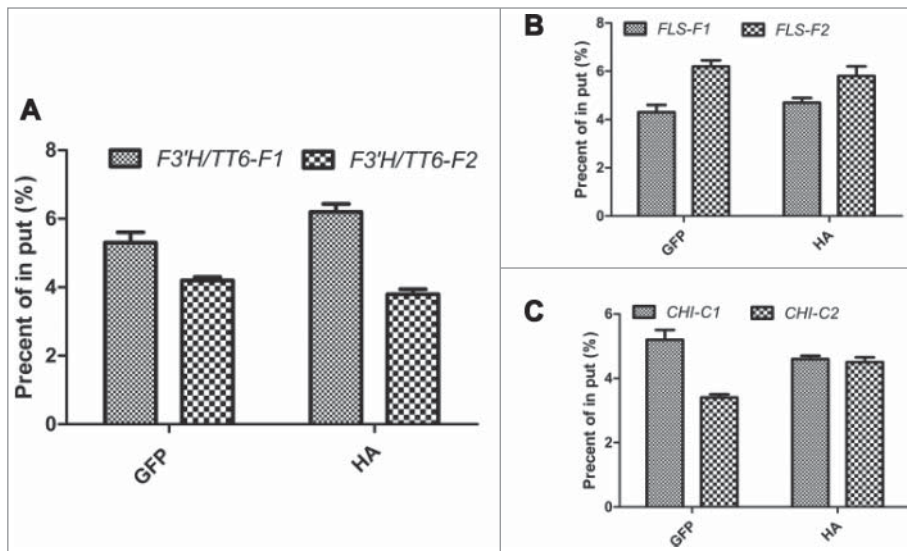 A
F3'H/TT6-F1 F3'H/TT6-F2
Precent of in put (%)
8
6
4
2
0
GFP HA
B
FLS-F1 FLS-F2
Precent of in put (%)
8
6
4
2
0
GFP HA
C
CHI-C1 CHI-C2
Precent of in put (%)
6
4
2
0
GFP HA